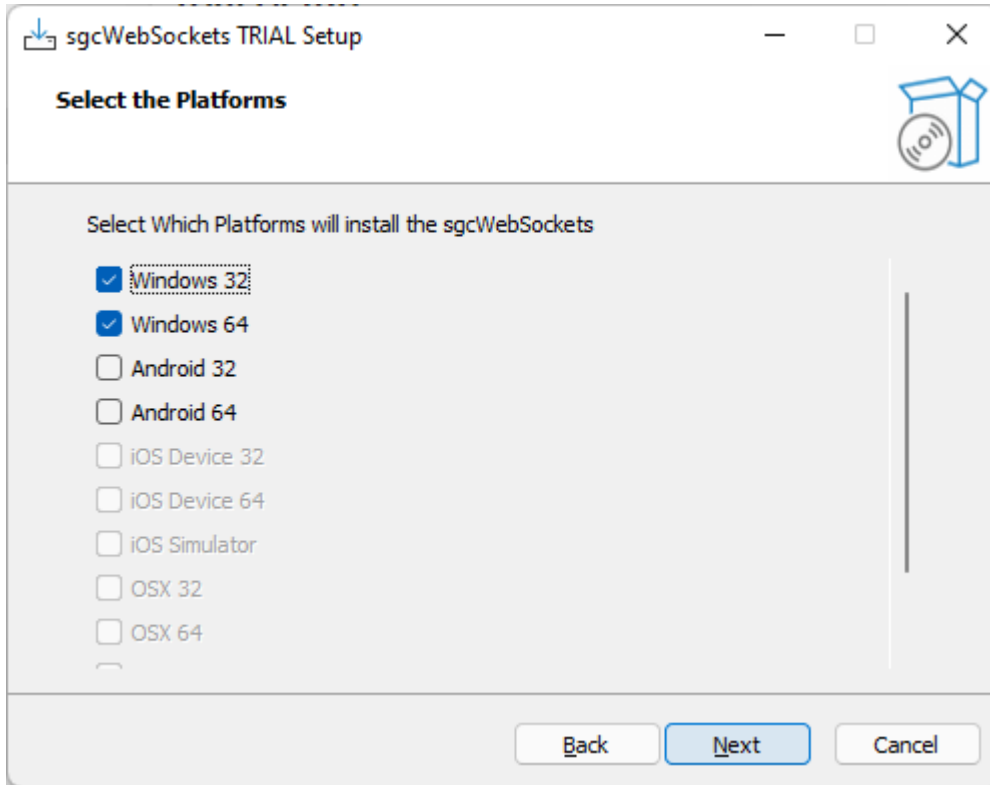 sgcWebSockets TRIAL Setup
Select the Platforms
Select Which Platforms will install the sgcWebSockets
Windows 32
Windows 64
Android 32
Android 64
iOS Device 32
iOS Device 64
iOS Simulator
OSX 32
OSX 64
Back Next Cancel